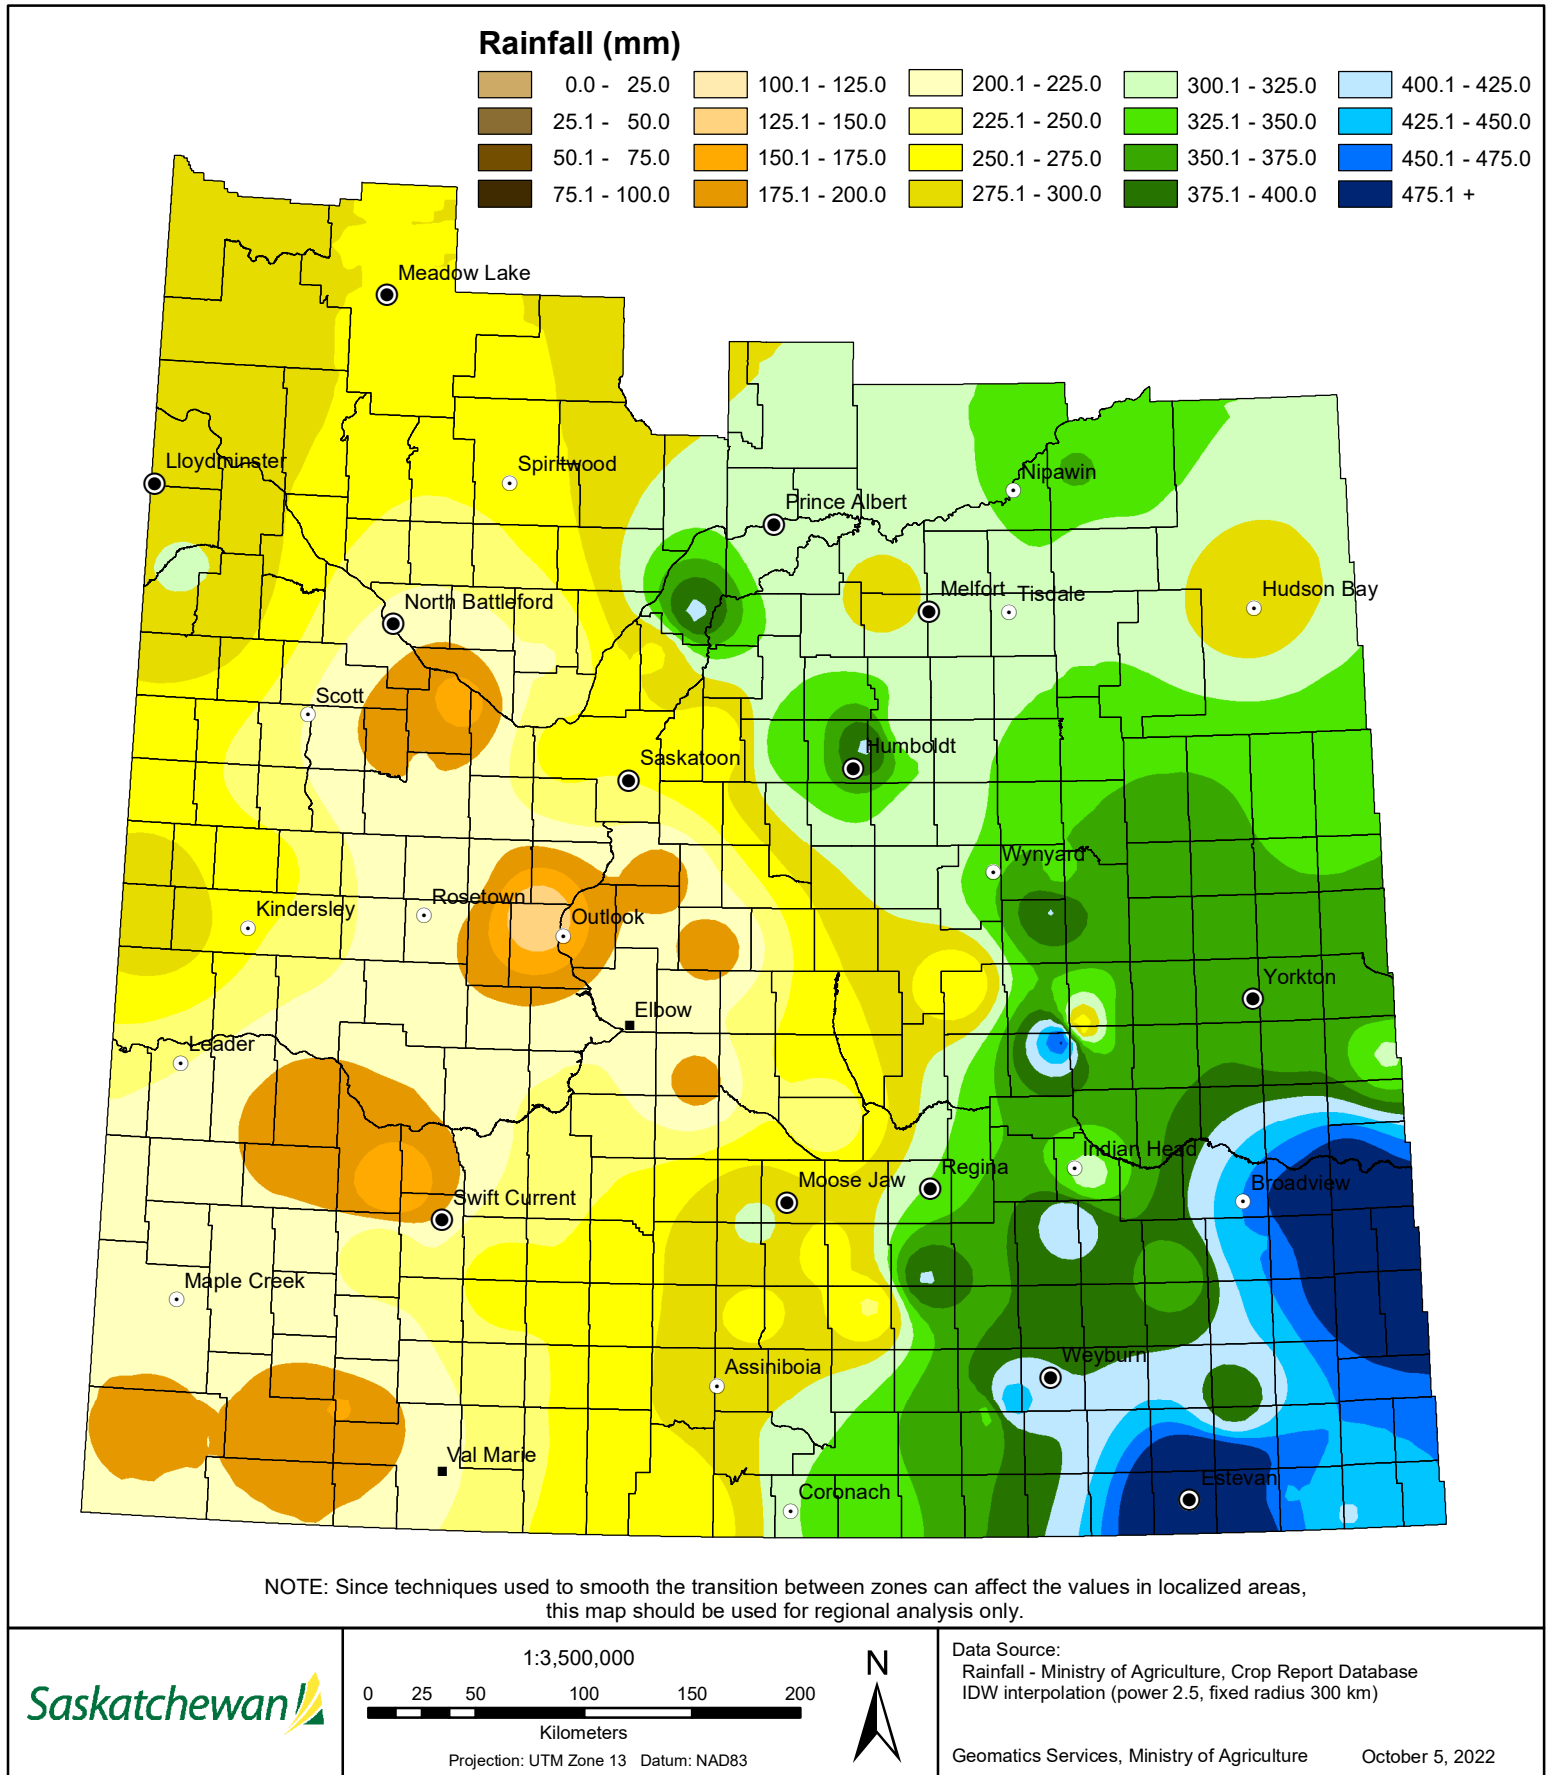 Rainfall (mm)
0.0 - 25.0
25.1 - 50.0
50.1 - 75.0
75.1 - 100.0
100.1 - 125.0
125.1 - 150.0
150.1 - 175.0
175.1 - 200.0
200.1 - 225.0
225.1 - 250.0
250.1 - 275.0
275.1 - 300.0
300.1 - 325.0
325.1 - 350.0
350.1 - 375.0
375.1 - 400.0
400.1 - 425.0
425.1 - 450.0
450.1 - 475.0
475.1 +
Meadow Lake
Lloydminster
Spiritwood
Nipawin
Prince Albert
North Battleford
Melfort
Tisdale
Hudson Bay
Scott
Saskatoon
Humboldt
Wynyard
Kindersley
Rosetown
Outlook
Yorkton
Elbow
Leader
Indian Head
Regina
Moose Jaw
Broadview
Swift Current
Maple Creek
Weyburn
Assiniboia
Val Marie
Coronach
Estevan
NOTE: Since techniques used to smooth the transition between zones can affect the values in localized areas,
this map should be used for regional analysis only.
Saskatchewan
1:3,500,000
0 25 50 100 150 200
Kilometers
Projection: UTM Zone 13 Datum: NAD83
N
Data Source:
Rainfall - Ministry of Agriculture, Crop Report Database
IDW interpolation (power 2.5, fixed radius 300 km)
Geomatics Services, Ministry of Agriculture
October 5, 2022